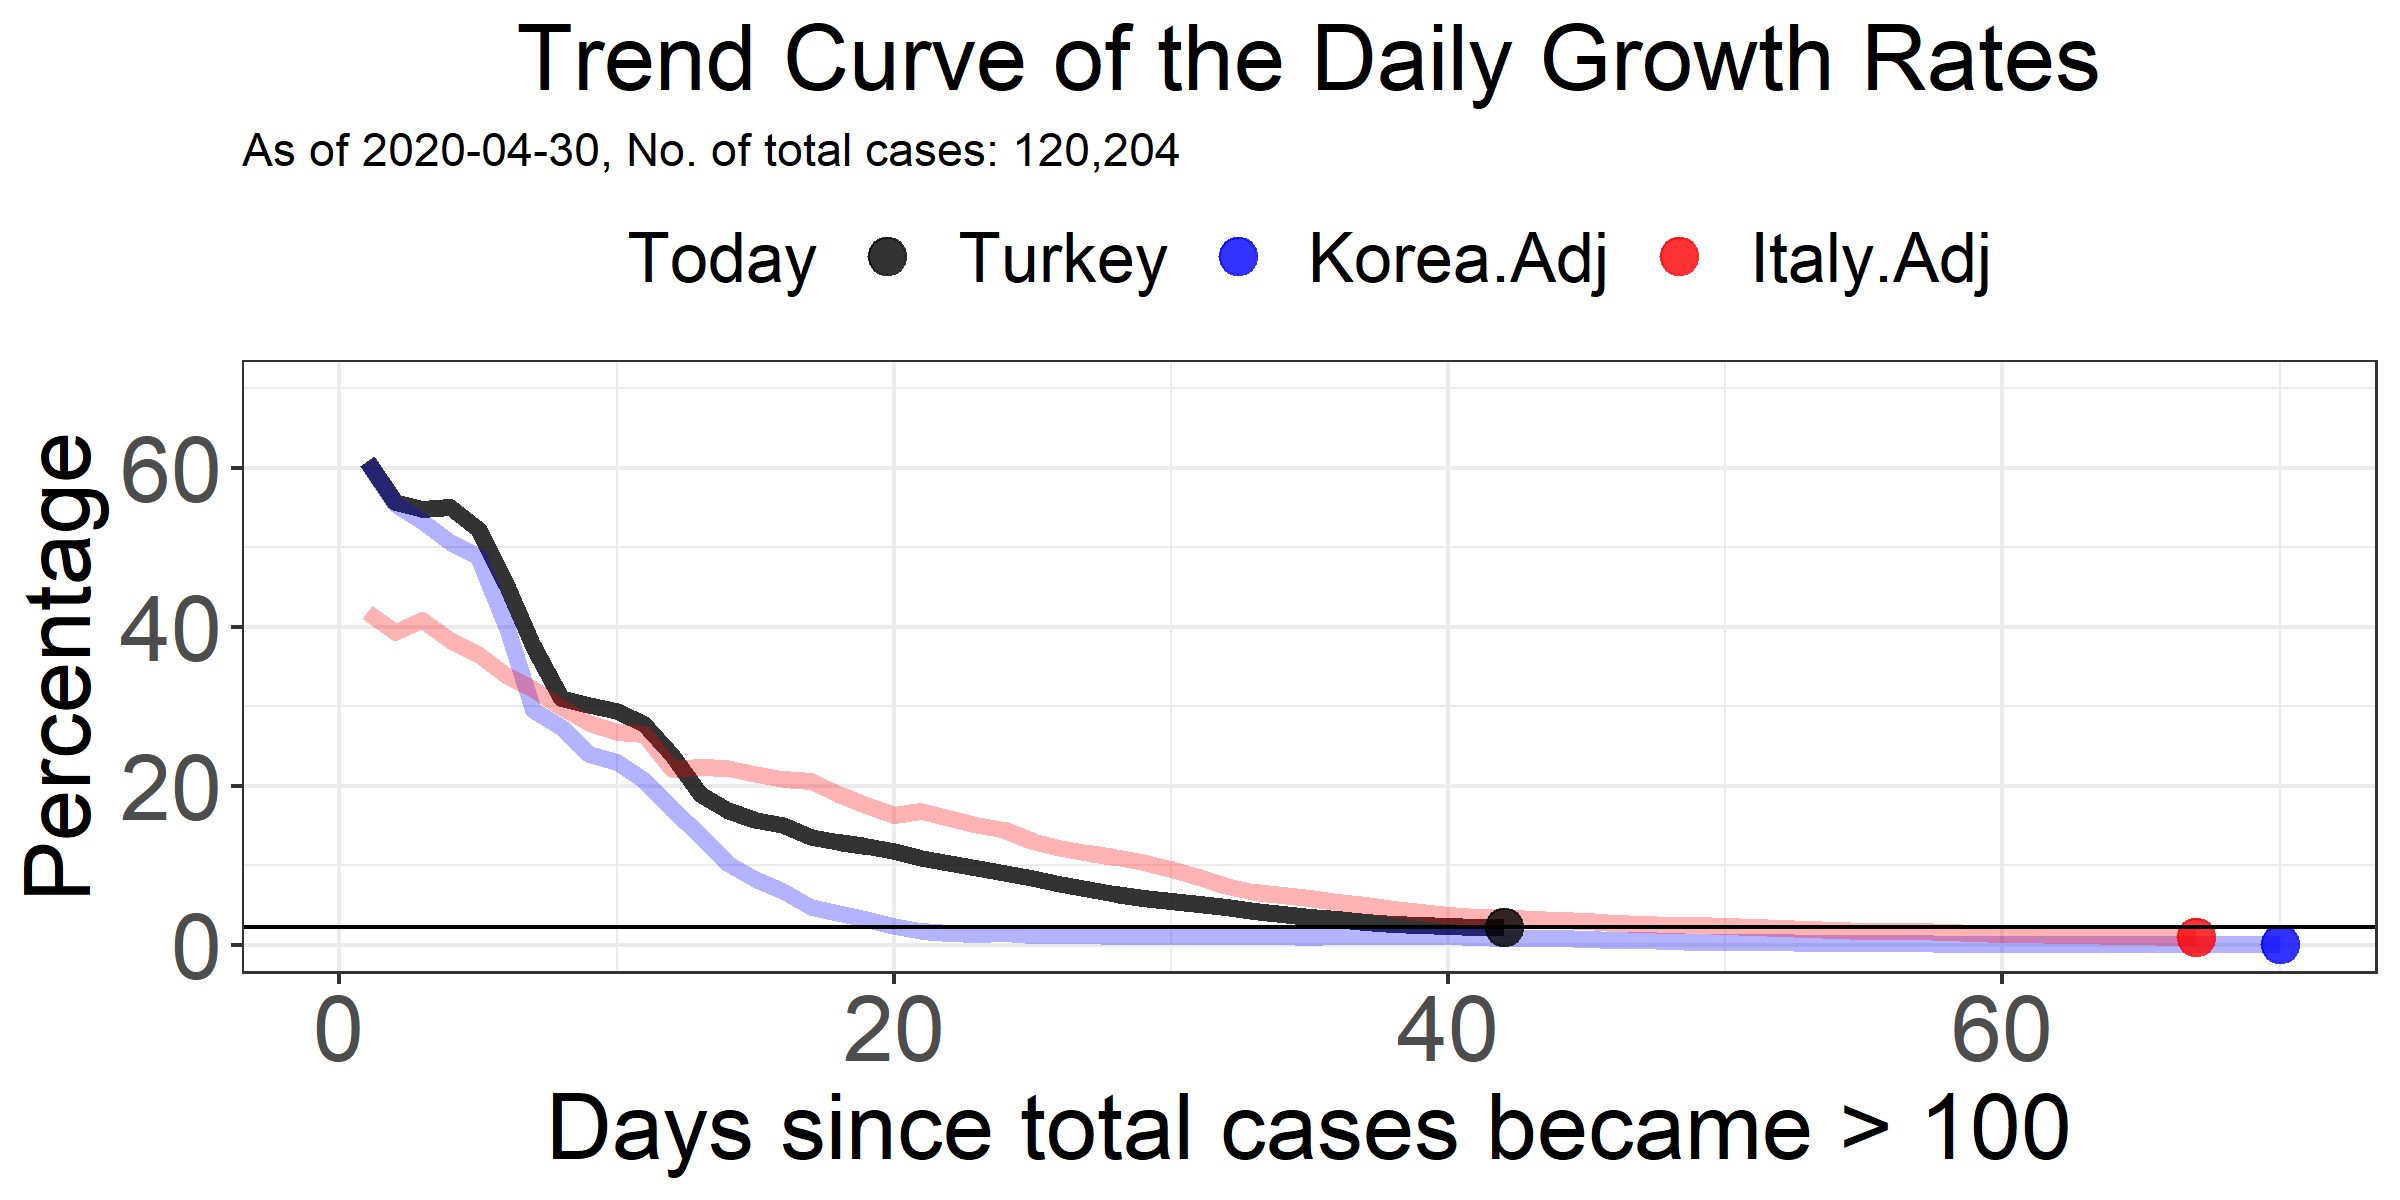 Trend Curve of the Daily Growth Rates
As of 2020-04-30, No. of total cases: 120,204
Today Turkey Korea.Adj Italy.Adj
Percentage
60
40
20
0
0 20 40 60
Days since total cases became > 100